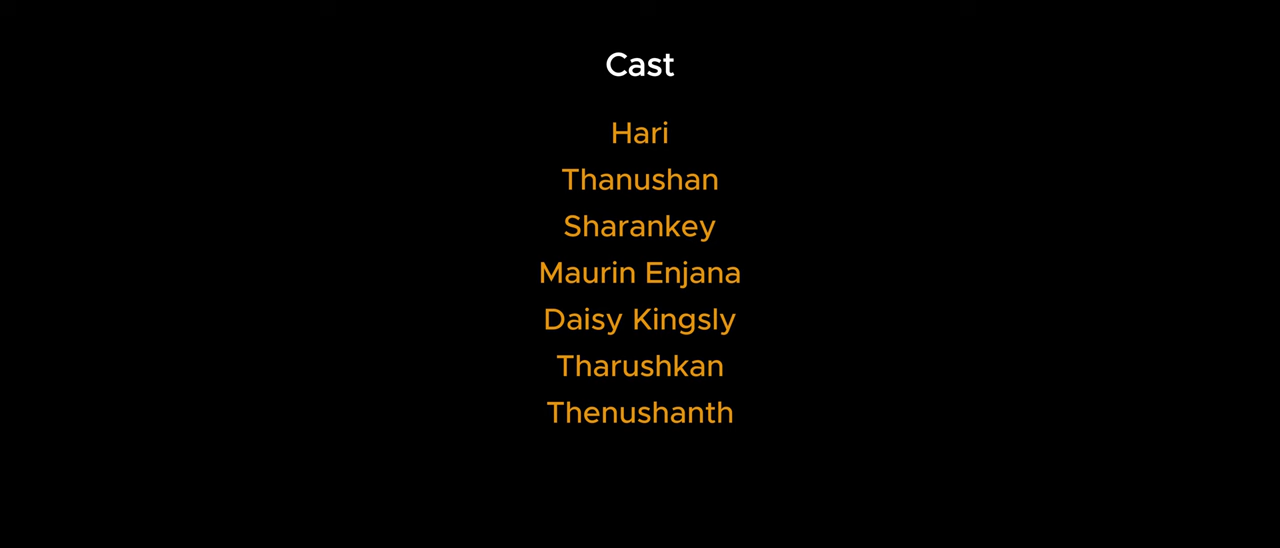 Cast
Hari
Thanushan
Sharankey
Maurin Enjana
Daisy Kingsly
Tharushkan
Thenushanth